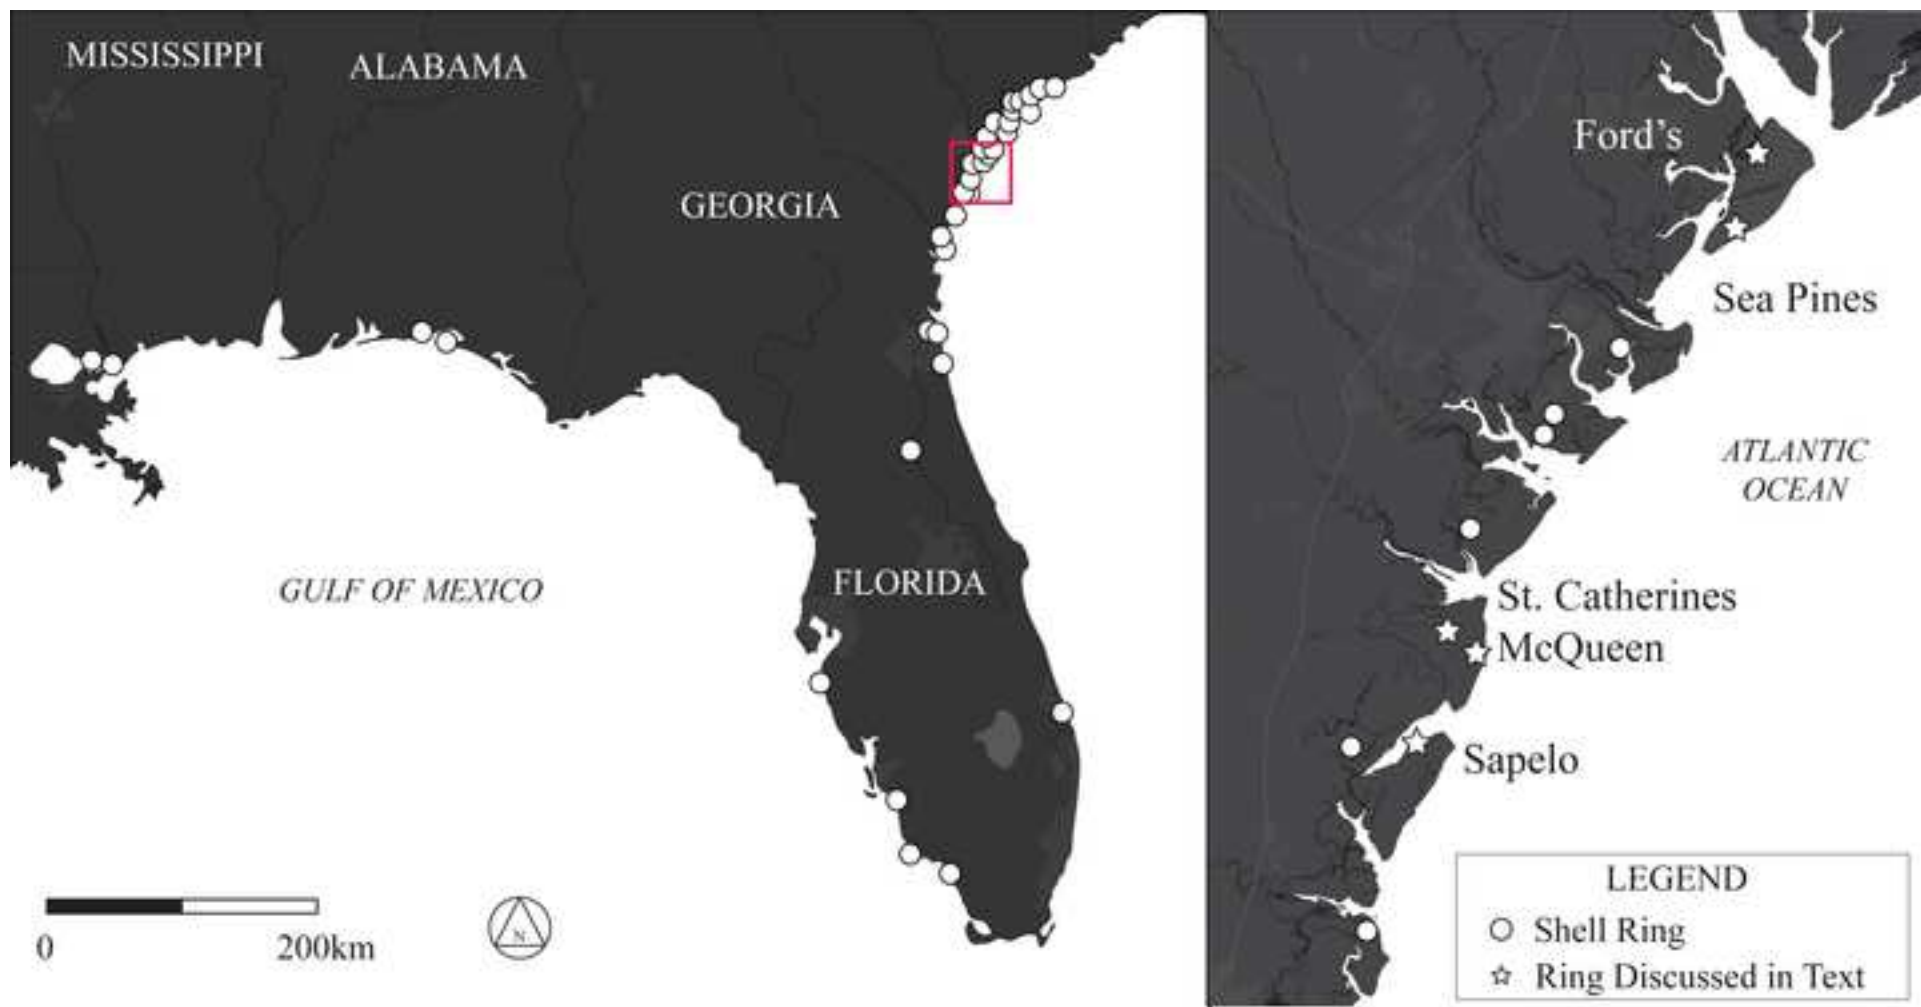 MISSISSIPPI
ALABAMA
GEORGIA
FLORIDA
GULF OF MEXICO
0
200km
N
Ford's
Sea Pines
ATLANTIC
OCEAN
St. Catherines
McQueen
Sapelo
LEGEND
Shell Ring
Ring Discussed in Text